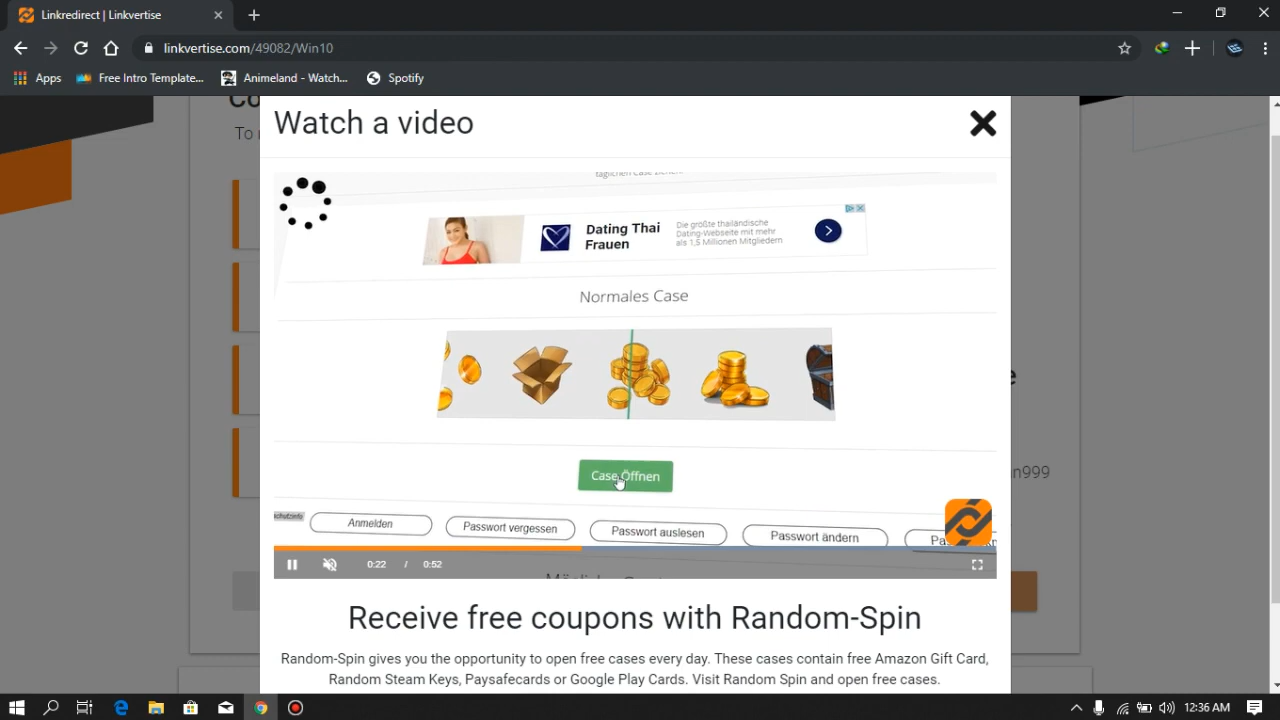 Linkredirect | Linkvertise
linkvertise.com/49082/Win10
Apps
Free Intro Template...
Animeland - Watch...
Spotify
Watch a video
täglichen Case
Dating Thai
Frauen
Die größte thailändische
Dating-Webseite mit mehr
als 1,5 Millionen Mitgliedern
Normales Case
Case Öffnen
Anmelden
Passwort vergessen
Passwort auslesen
Passwort ändern
0:22 / 0:52
Receive free coupons with Random-Spin
Random-Spin gives you the opportunity to open free cases every day. These cases contain free Amazon Gift Card,
Random Steam Keys, Paysafecards or Google Play Cards. Visit Random Spin and open free cases.
12:36 AM